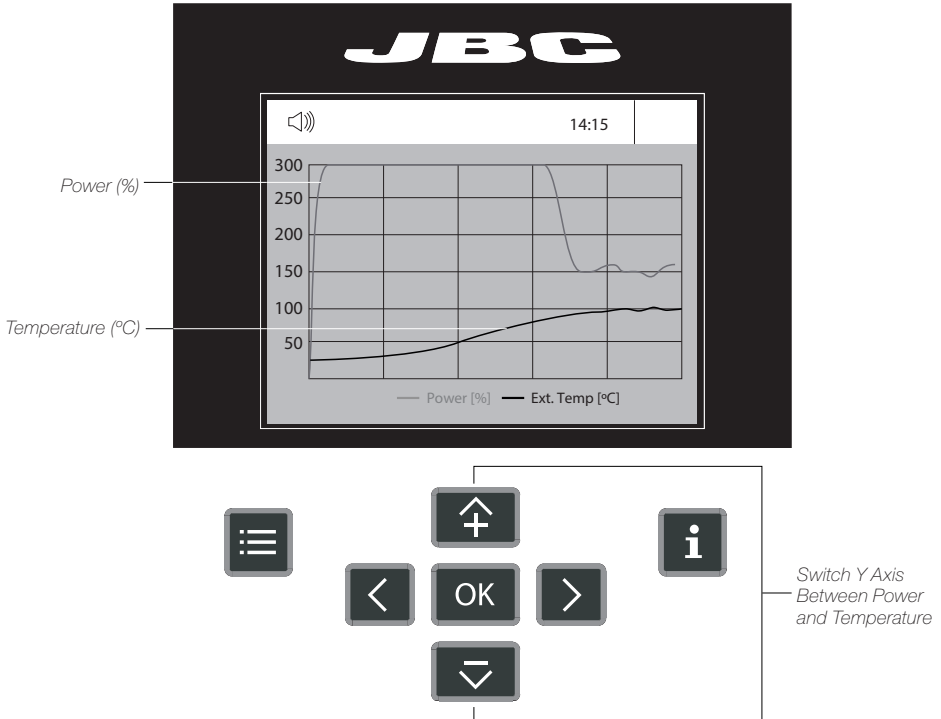 JBC
14:15
300
250
200
150
100
50
Power (%)
Temperature (ºC)
Power [%] Ext. Temp [ºC]
OK
i
Switch Y Axis
Between Power
and Temperature